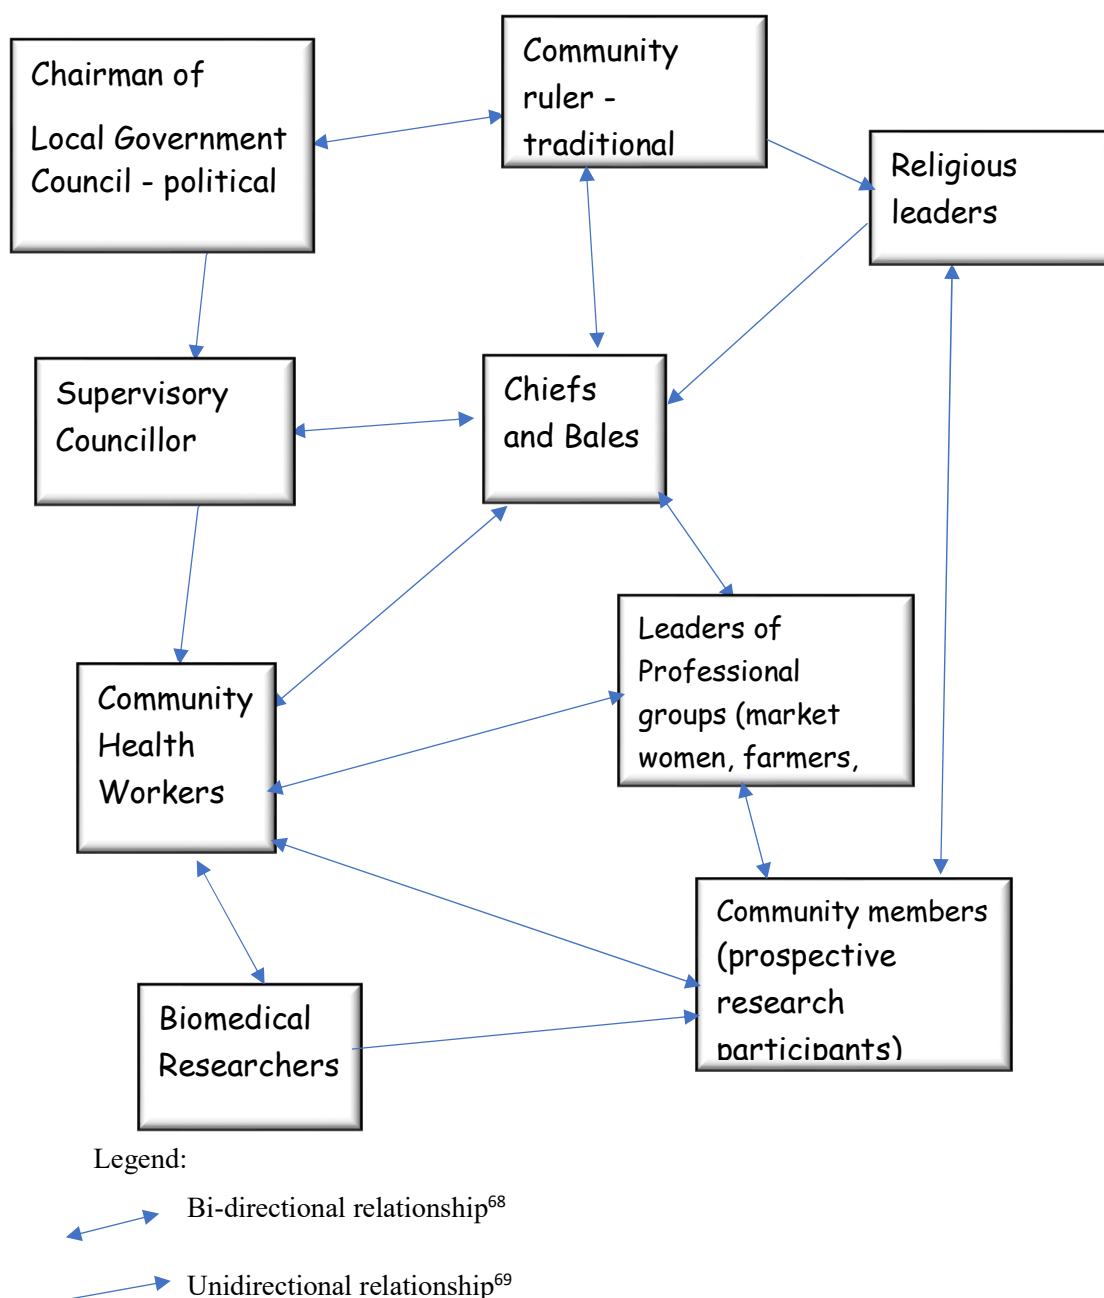 Chairman of
Local Government
Council - political
Community
ruler -
traditional
Religious
leaders
Supervisory
Councillor
Chiefs
and Bales
Leaders of
Professional
groups (market
women, farmers,
Community
Health
Workers
Community members
(prospective
research
participants)
Biomedical
Researchers
Legend:
Bi-directional relationship⁶⁸
Unidirectional relationship⁶⁹